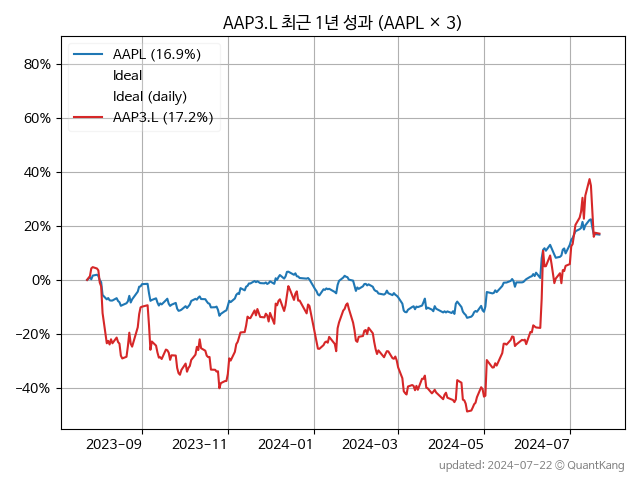 AAP3.L 최근 1년 성과 (AAPL × 3)
AAPL (16.9%)
Ideal
Ideal (daily)
AAP3.L (17.2%)
80%
60%
40%
20%
0%
−20%
−40%
2023-09
2023-11
2024-01
2024-03
2024-05
2024-07
updated: 2024-07-22 © QuantKang